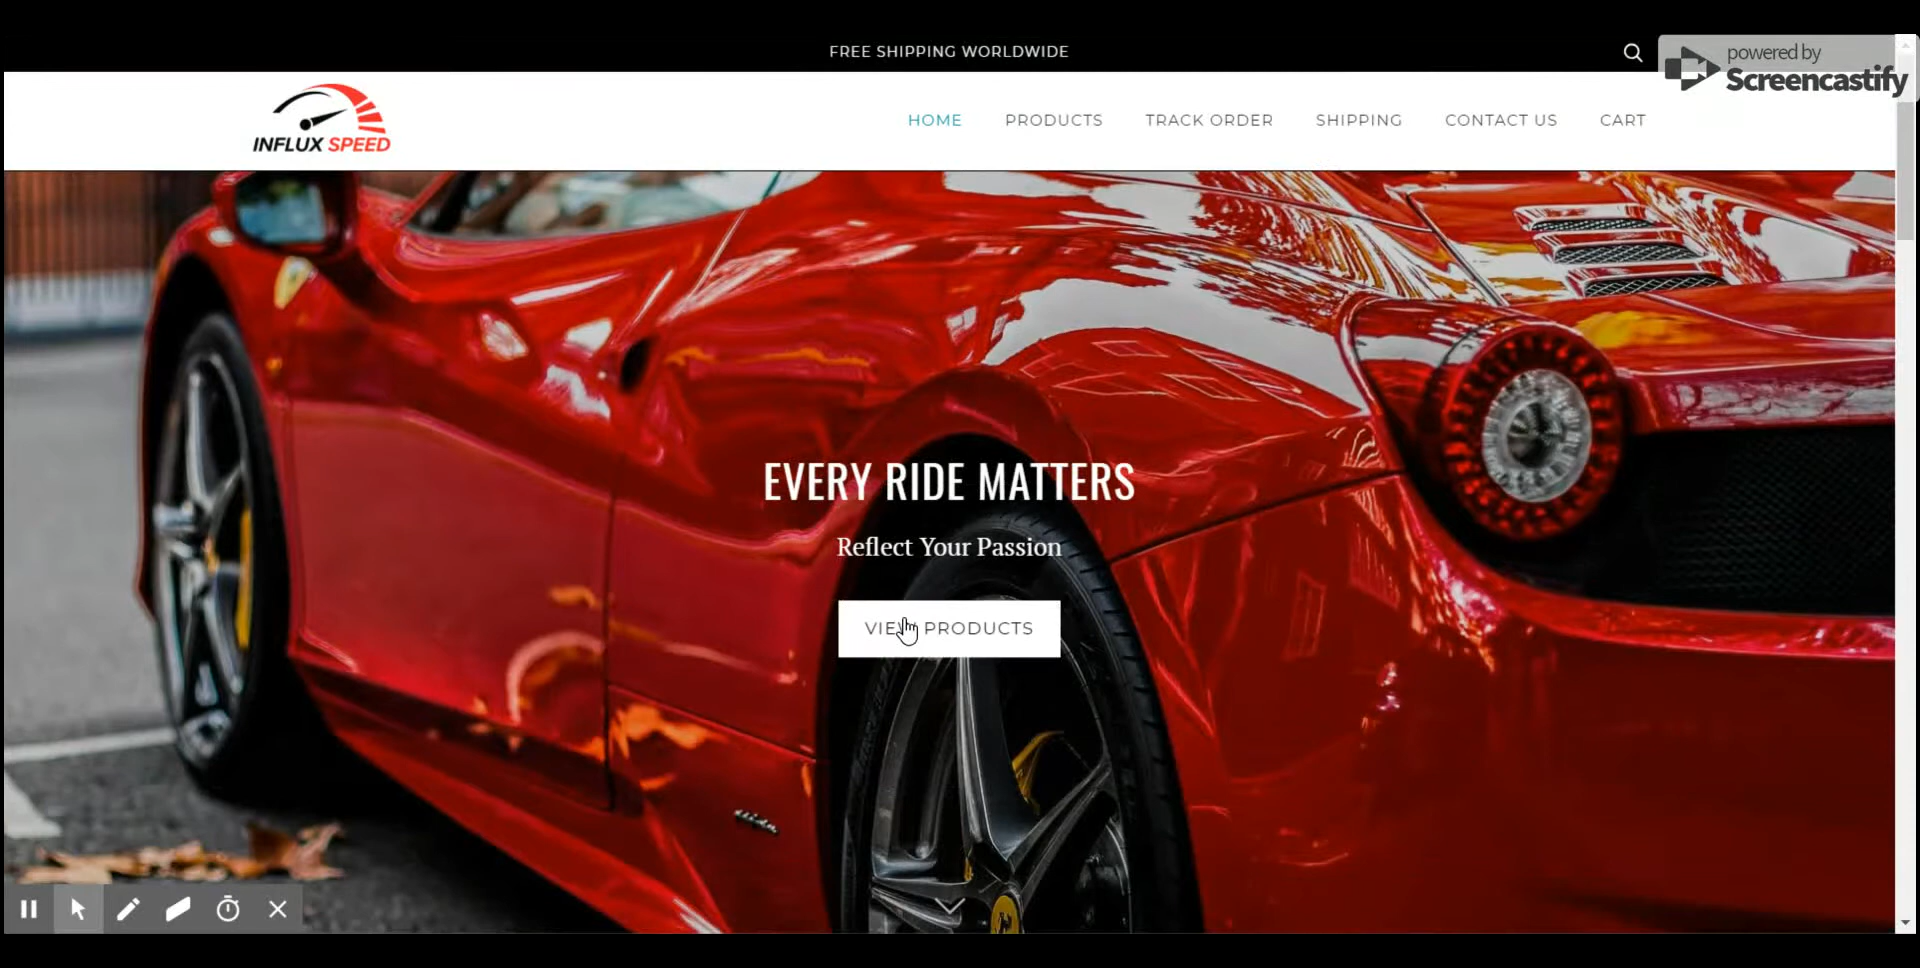 FREE SHIPPING WORLDWIDE
powered by
Screencastify
INFLUX SPEED
HOME PRODUCTS TRACK ORDER SHIPPING CONTACT US CART
EVERY RIDE MATTERS
Reflect Your Passion
VIEW PRODUCTS